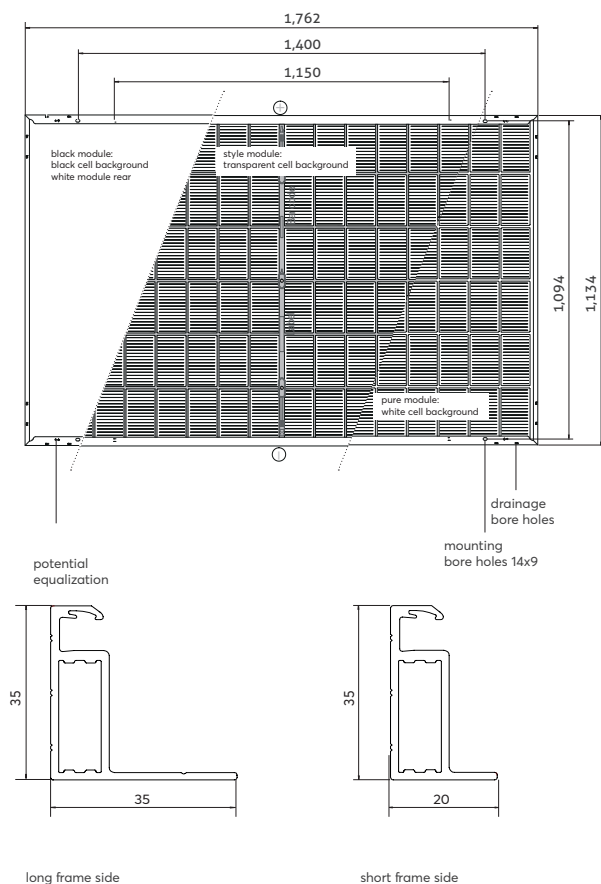 1,762
1,400
1,150
black module:
black cell background
white module rear
style module:
transparent cell background
1,094
1,134
pure module:
white cell background
drainage
bore holes
mounting
bore holes 14x9
potential
equalization
35
35
35
20
long frame side
short frame side